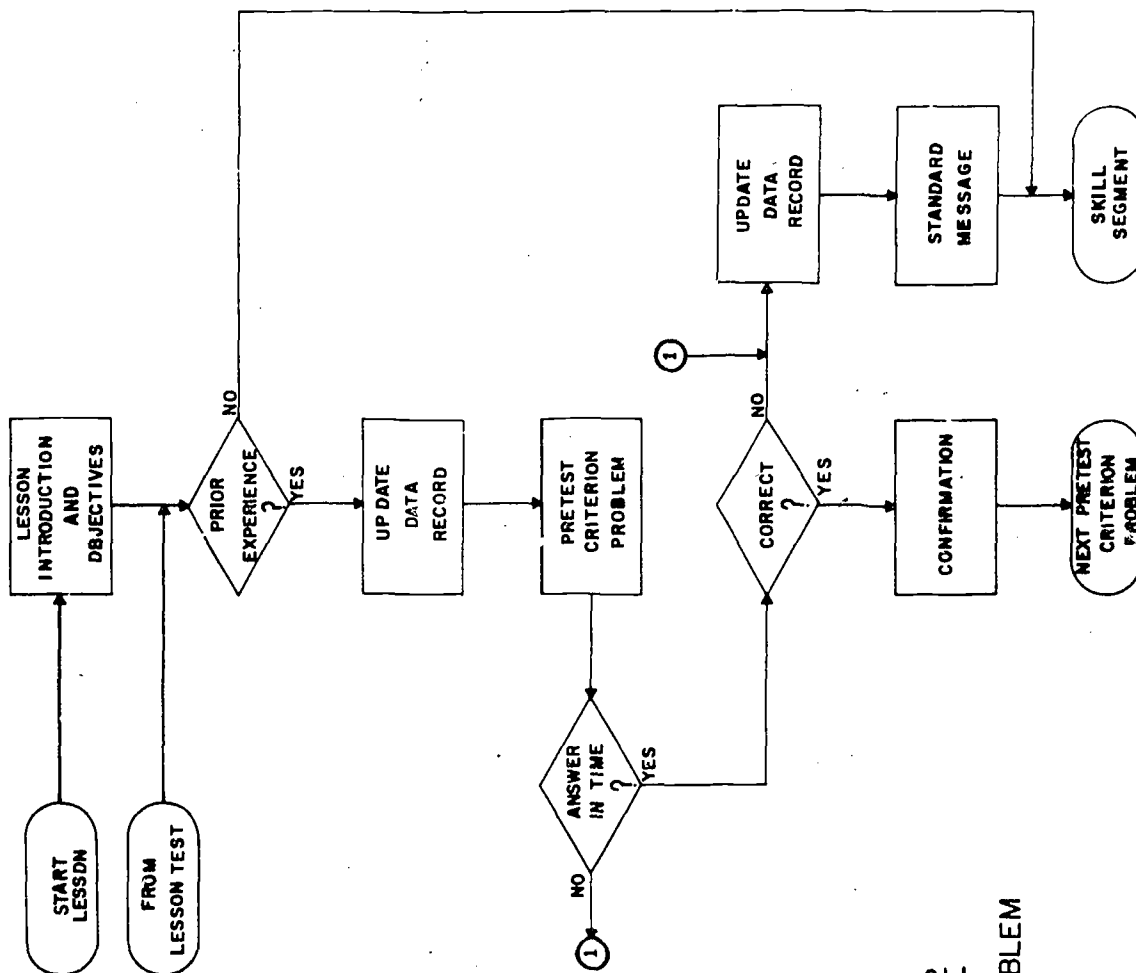 START
LESSON
FROM
LESSON TEST
LESSON
INTRODUCTION
AND
OBJECTIVES
PRIOR
EXPERIENCE
?
NO
YES
UPDATE
DATA
RECORD
PRETEST
CRITERION
PROBLEM
ANSWER
IN TIME
?
NO
YES
1
CORRECT
?
NO
YES
1
UPDATE
DATA
RECORD
STANDARD
MESSAGE
SKILL
SEGMENT
CONFIRMATION
NEXT PRETEST
CRITERION
PROBLEM
BLEM